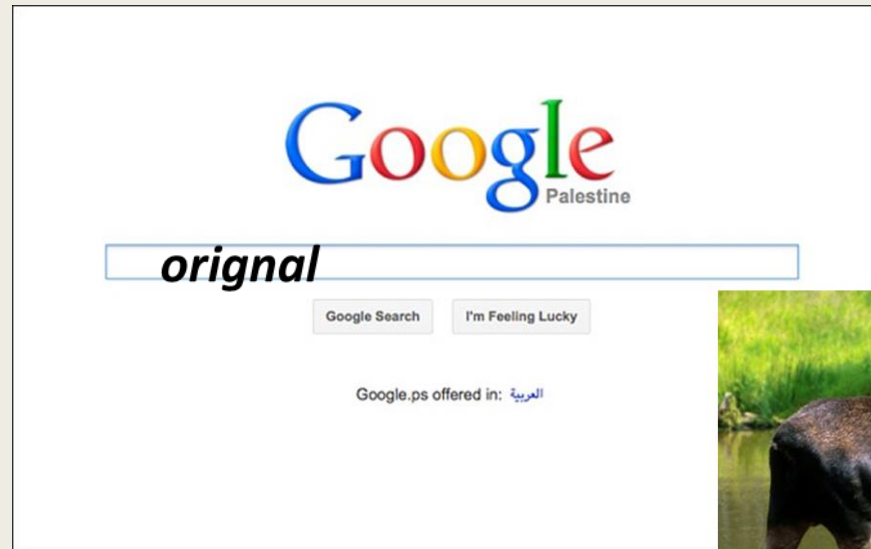 Google
Palestine
orignal
Google Search I'm Feeling Lucky
Google.ps offered in: العربية